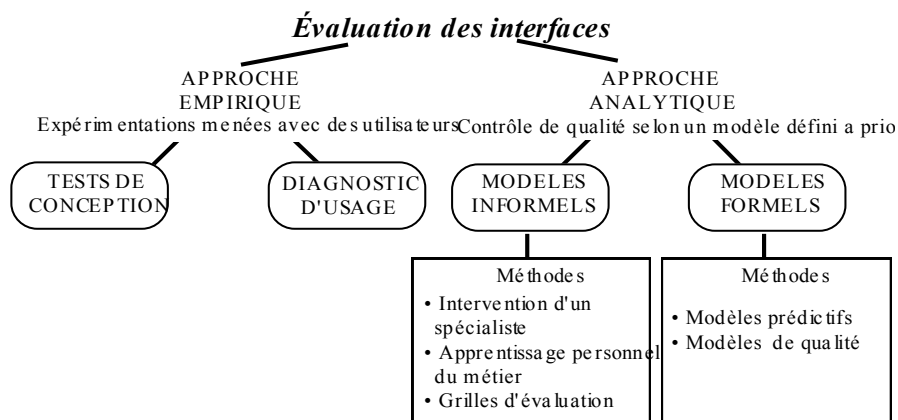 Évaluation des interfaces
APPROCHE
EMPIRIQUE
Expérimentations menées avec des utilisateurs
APPROCHE
ANALYTIQUE
Contrôle de qualité selon un modèle défini a prio
TESTS DE
CONCEPTION
DIAGNOSTIC
D'USAGE
MODELES
INFORMELS
MODELES
FORMELS
Méthodes
• Intervention d'un
spécialiste
• Apprentissage personnel
du métier
• Grilles d'évaluation
Méthodes
• Modèles prédictifs
• Modèles de qualité